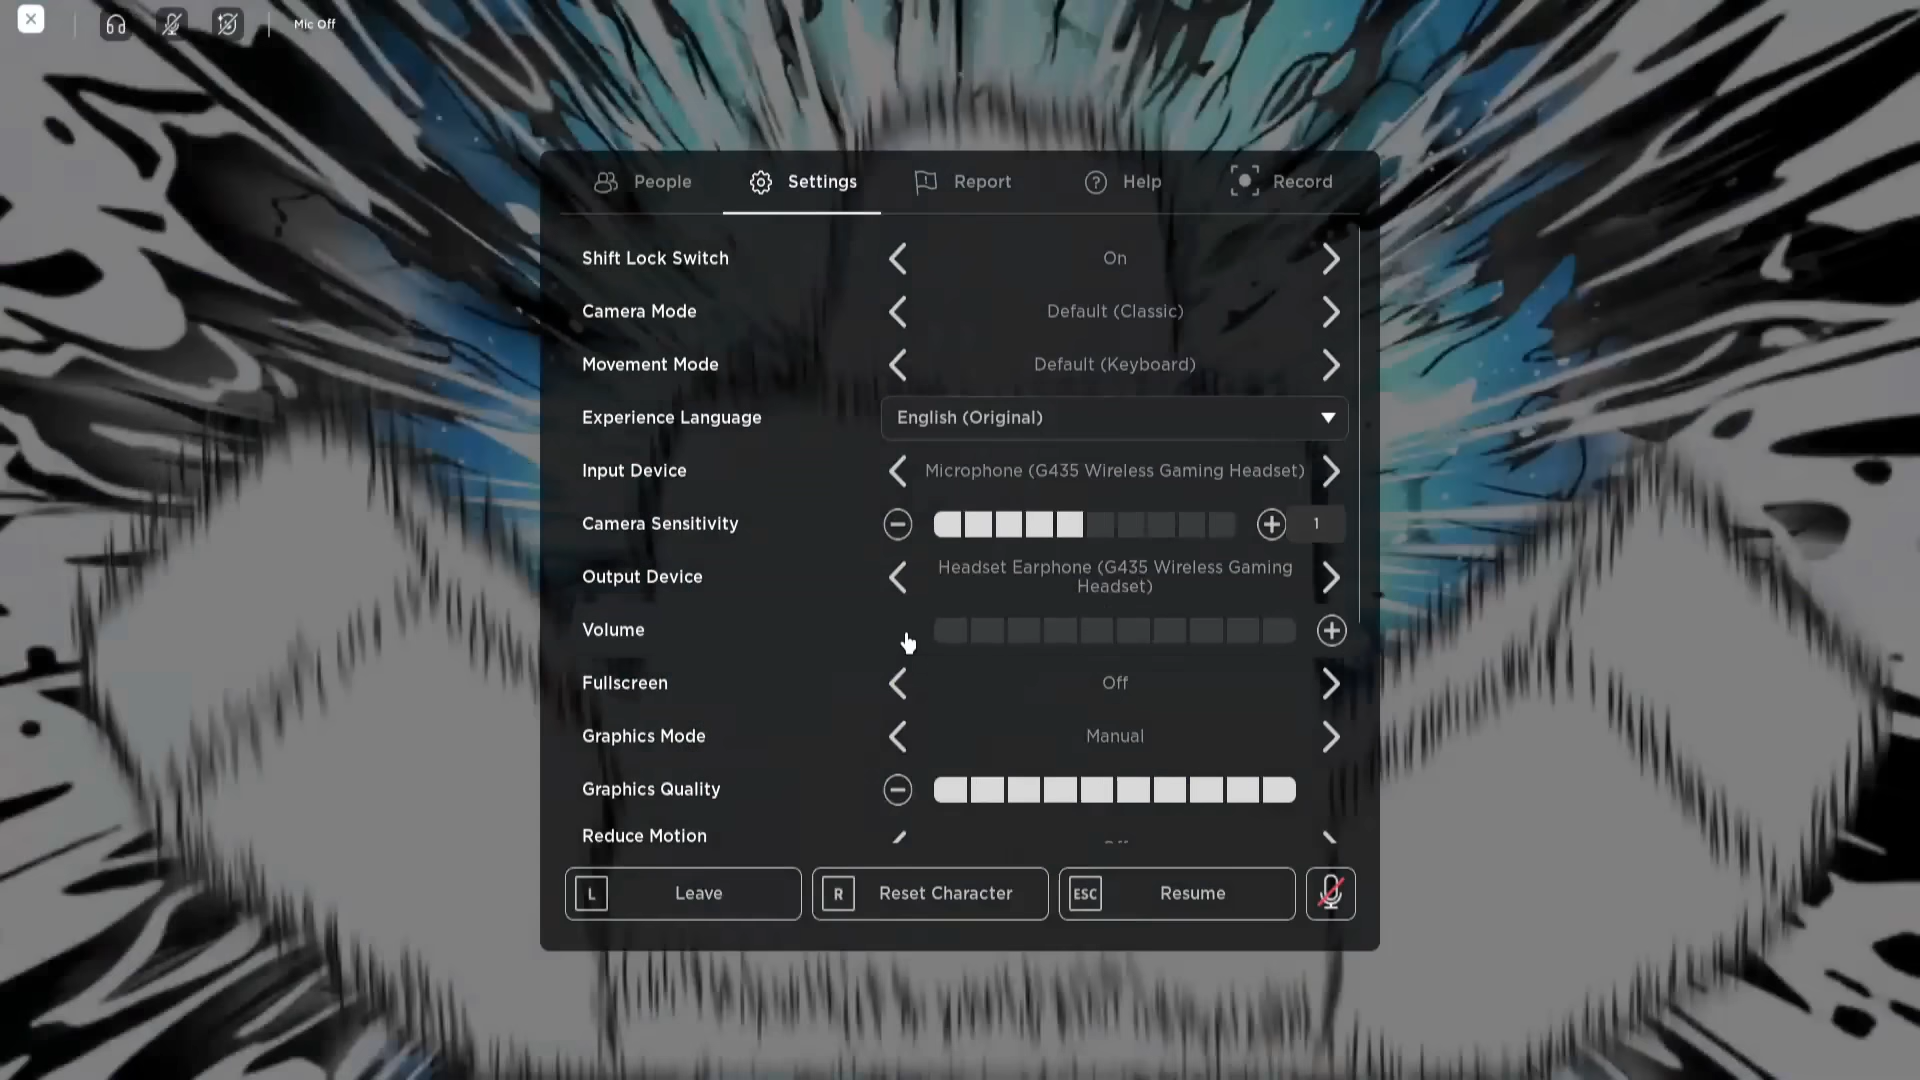 Mic Off
People
Settings
Report
Help
Record
Shift Lock Switch
On
Camera Mode
Default (Classic)
Movement Mode
Default (Keyboard)
Experience Language
English (Original)
Input Device
Microphone (G435 Wireless Gaming Headset)
Camera Sensitivity
1
Output Device
Headset Earphone (G435 Wireless Gaming
Headset)
Volume
Fullscreen
Off
Graphics Mode
Manual
Graphics Quality
Reduce Motion
L
Leave
R
Reset Character
ESC
Resume